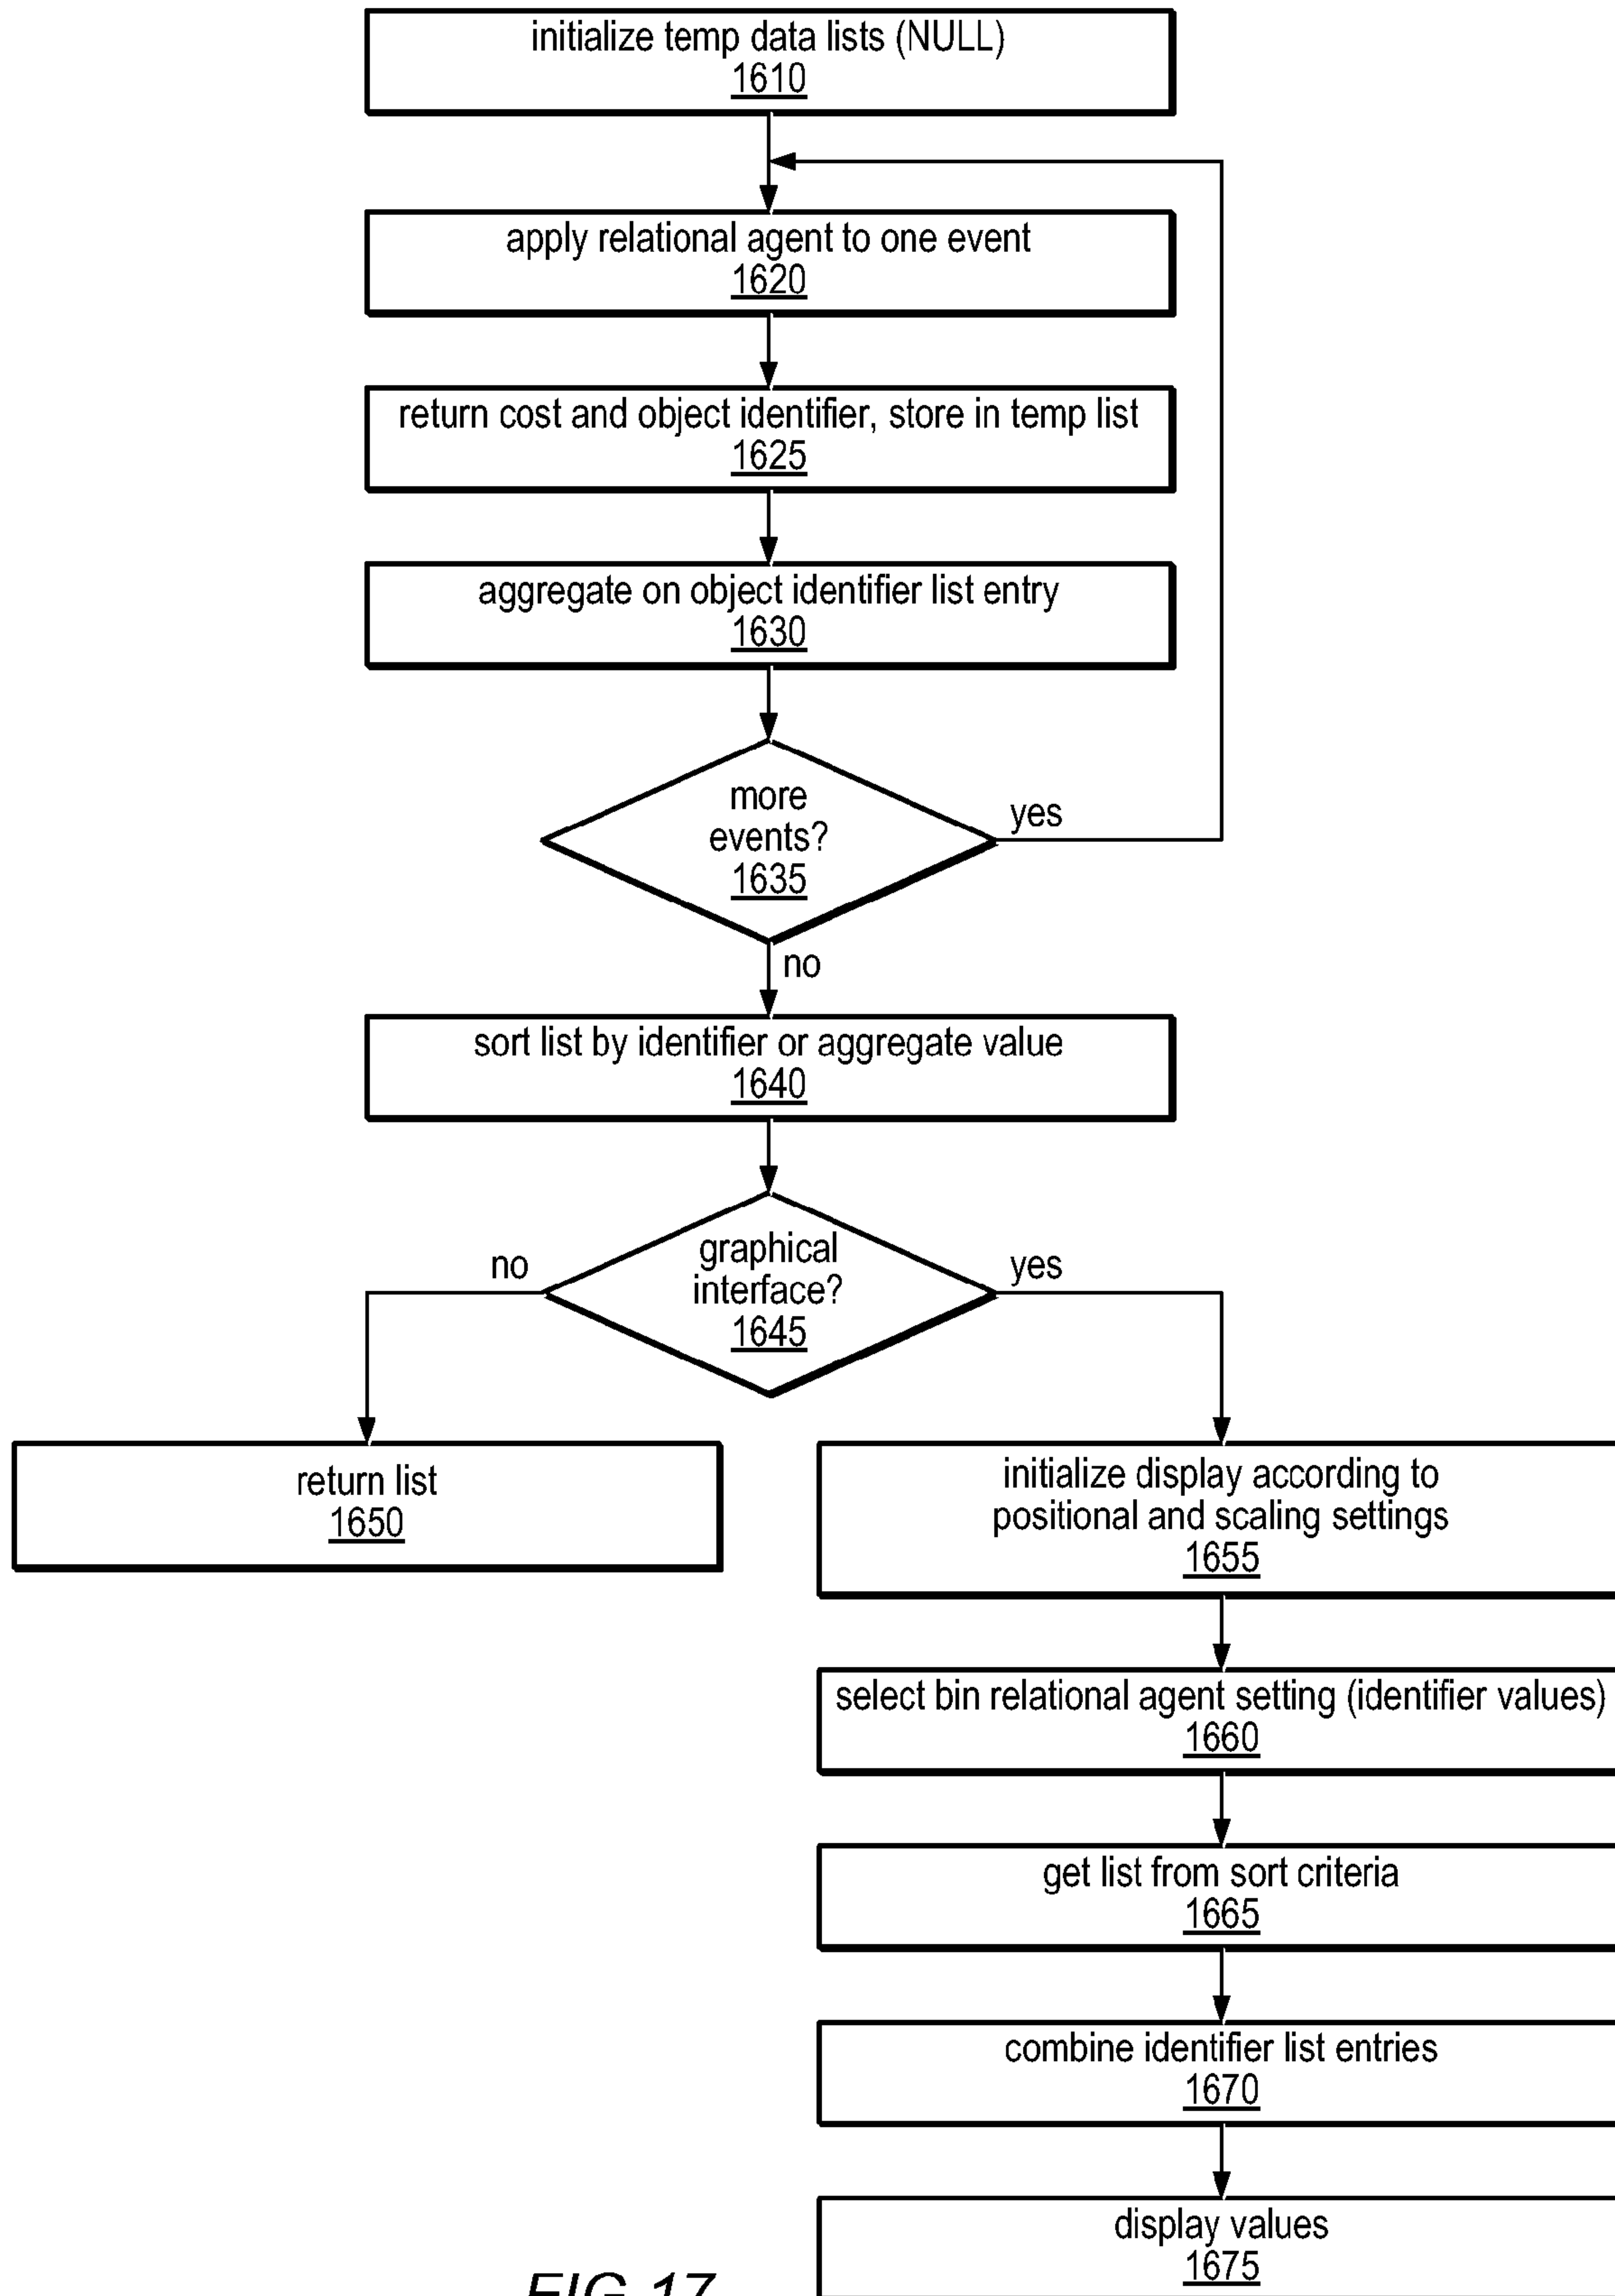 initialize temp data lists (NULL)
1610
apply relational agent to one event
1620
return cost and object identifier, store in temp list
1625
aggregate on object identifier list entry
1630
more
events?
1635
yes
no
sort list by identifier or aggregate value
1640
graphical
interface?
1645
no
yes
return list
1650
initialize display according to
positional and scaling settings
1655
select bin relational agent setting (identifier values)
1660
get list from sort criteria
1665
combine identifier list entries
1670
display values
1675
FIG. 17